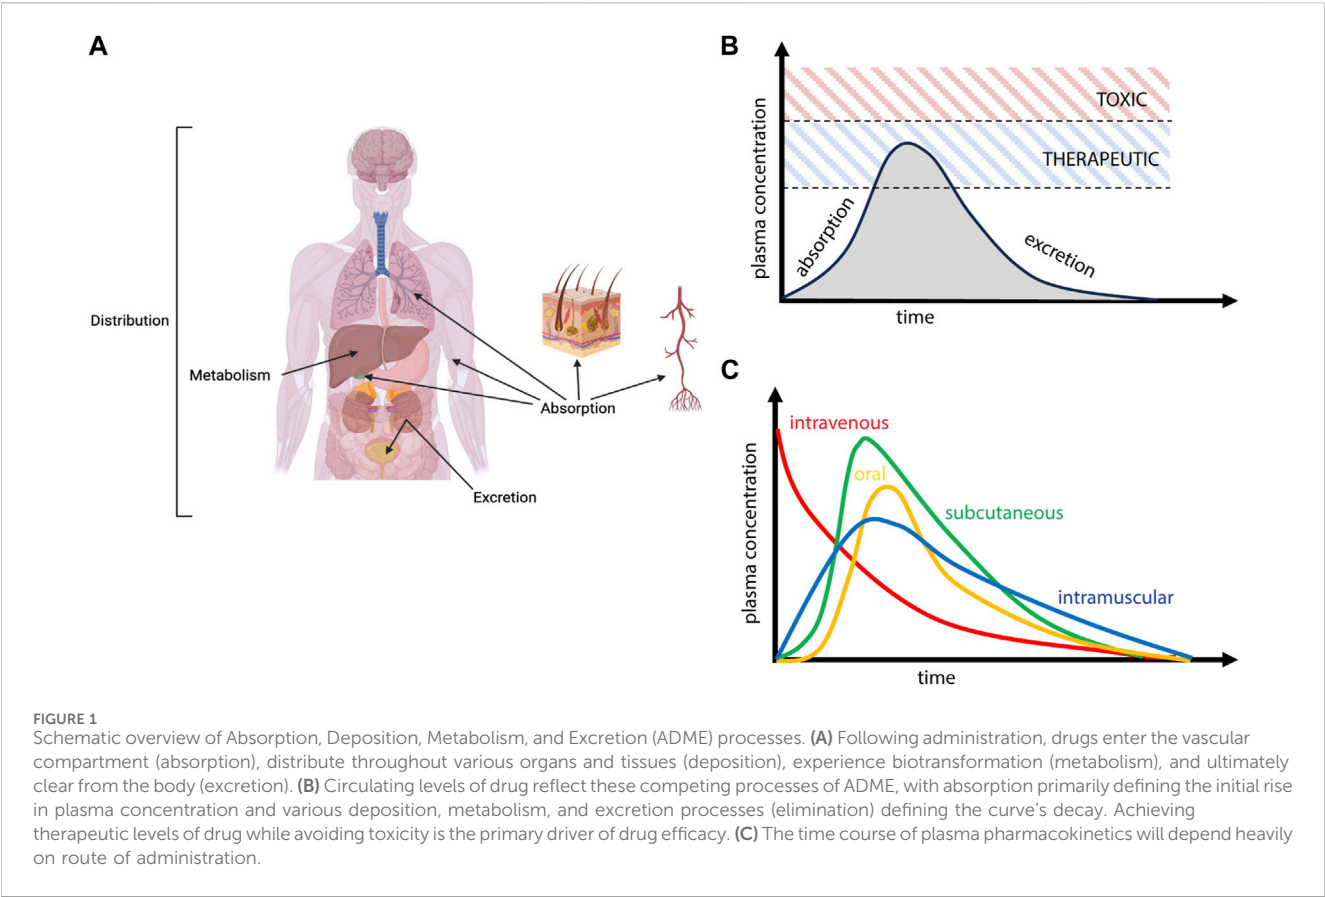 A
Distribution
Metabolism
Absorption
Excretion
B
plasma concentration
TOXIC
THERAPEUTIC
absorption
excretion
time
C
plasma concentration
intravenous
oral
subcutaneous
intramuscular
time
FIGURE 1
Schematic overview of Absorption, Deposition, Metabolism, and Excretion (ADME) processes. (A) Following administration, drugs enter the vascular
compartment (absorption), distribute throughout various organs and tissues (deposition), experience biotransformation (metabolism), and ultimately
clear from the body (excretion). (B) Circulating levels of drug reflect these competing processes of ADME, with absorption primarily defining the initial rise
in plasma concentration and various deposition, metabolism, and excretion processes (elimination) defining the curve's decay. Achieving
therapeutic levels of drug while avoiding toxicity is the primary driver of drug efficacy. (C) The time course of plasma pharmacokinetics will depend heavily
on route of administration.